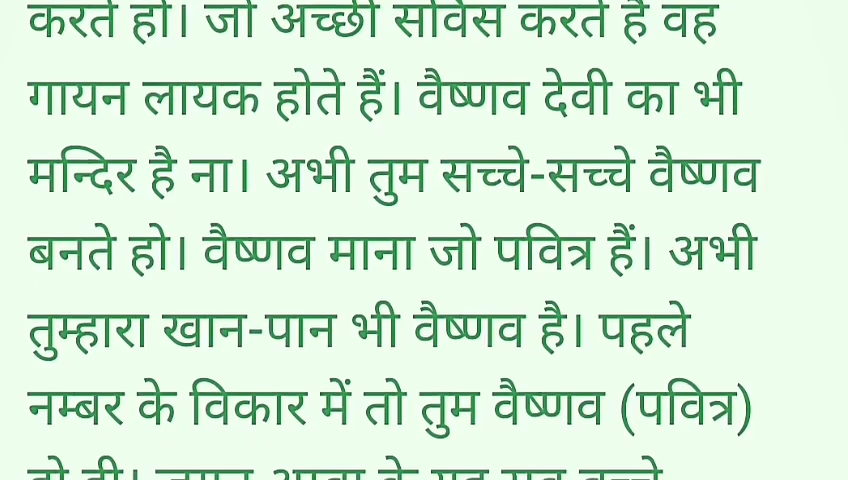 करते हो। जो अच्छी सर्विस करते हैं वह
गायन लायक होते हैं। वैष्णव देवी का भी
मन्दिर है ना। अभी तुम सच्चे-सच्चे वैष्णव
बनते हो। वैष्णव माना जो पवित्र हैं। अभी
तुम्हारा खान-पान भी वैष्णव है। पहले
नम्बर के विकार में तो तुम वैष्णव (पवित्र)